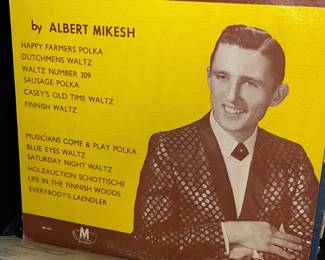 by ALBERT MIKESH
HAPPY FARMERS POLKA
DUTCHMENS WALTZ
WALTZ NUMBER 309
SAUSAGE POLKA
CASEY'S OLD TIME WALTZ
FINNISH WALTZ
MUSICIANS COME & PLAY POLKA
BLUE EYES WALTZ
SATURDAY NIGHT WALTZ
HOLZAUCTION SCHOTTISCHE
LIFE IN THE FINNISH WOODS
EVERYBODY'S LAENDLER
M